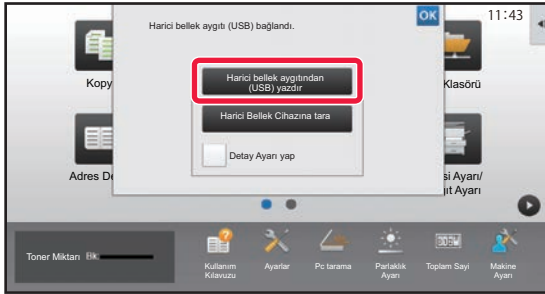 Harici bellek aygıtı (USB) bağlandı.
OK
11:43
Harici bellek aygıtından
(USB) yazdır
Harici Bellek Cihazına tara
Detay Ayarı yap
Kopy
Klasörü
Adres De
si Ayarı/
ıt Ayarı
Toner Miktarı Bk
Kullanım
Kılavuzu
Ayarlar
Pc tarama
Parlaklık
Ayarı
Toplam Sayi
Makine
Ayarı